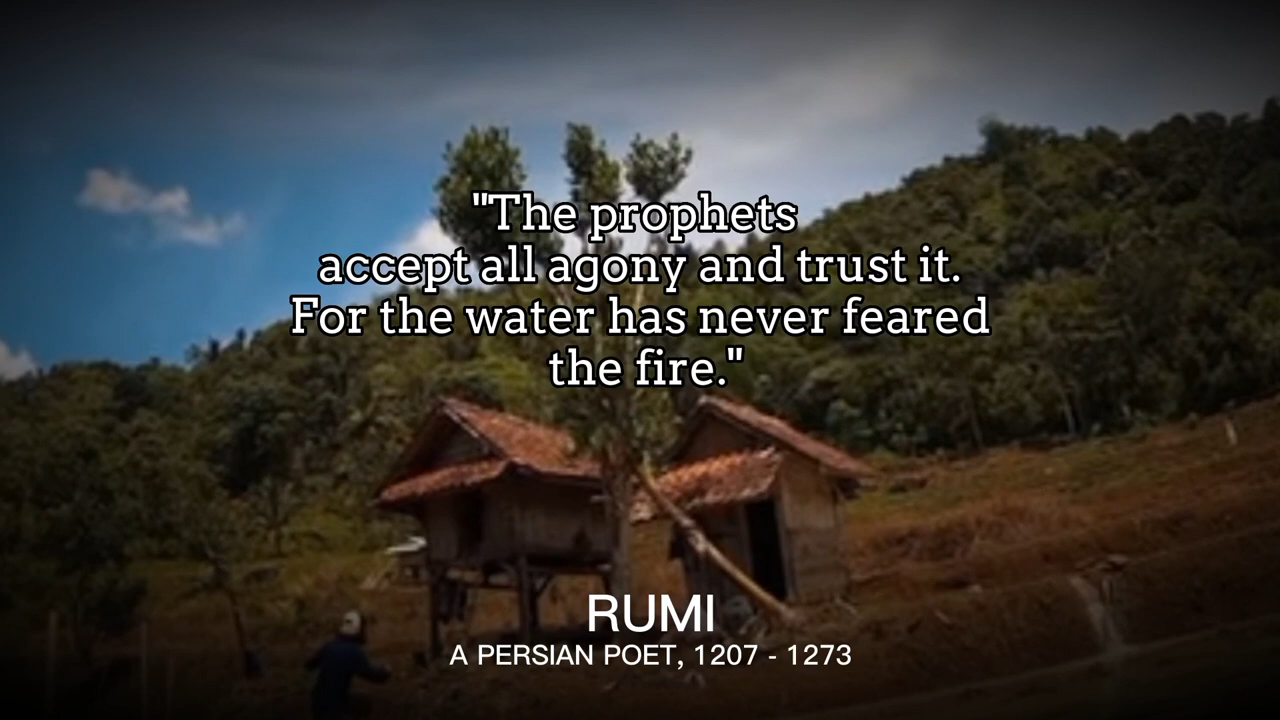 "The prophets
accept all agony and trust it.
For the water has never feared
the fire."
RUMI
A PERSIAN POET, 1207 - 1273